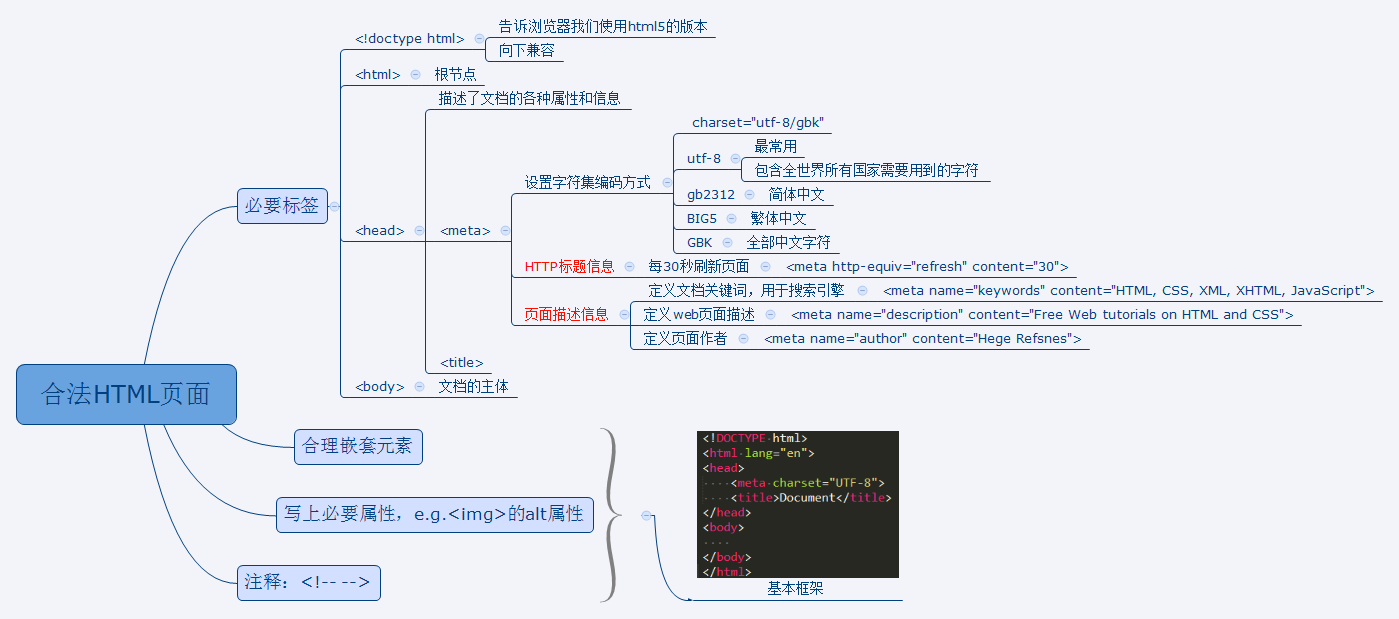 合法HTML页面
必要标签
<!doctype html>
告诉浏览器我们使用html5的版本
向下兼容
<html>
根节点
<head>
描述了文档的各种属性和信息
<meta>
设置字符集编码方式
charset="utf-8/gbk"
utf-8
最常用
包含全世界所有国家需要用到的字符
gb2312
简体中文
BIG5
繁体中文
GBK
全部中文字符
HTTP标题信息
每30秒刷新页面
<meta http-equiv="refresh" content="30">
页面描述信息
定义文档关键词，用于搜索引擎
<meta name="keywords" content="HTML, CSS, XML, XHTML, JavaScript">
定义web页面描述
<meta name="description" content="Free Web tutorials on HTML and CSS">
定义页面作者
<meta name="author" content="Hege Refsnes">
<title>
<body>
文档的主体
合理嵌套元素
写上必要属性，e.g.<img>的alt属性
注释：<!-- -->
<!DOCTYPE html>
<html lang="en">
<head>
<meta charset="UTF-8">
<title>Document</title>
</head>
<body>
</body>
</html>
基本框架